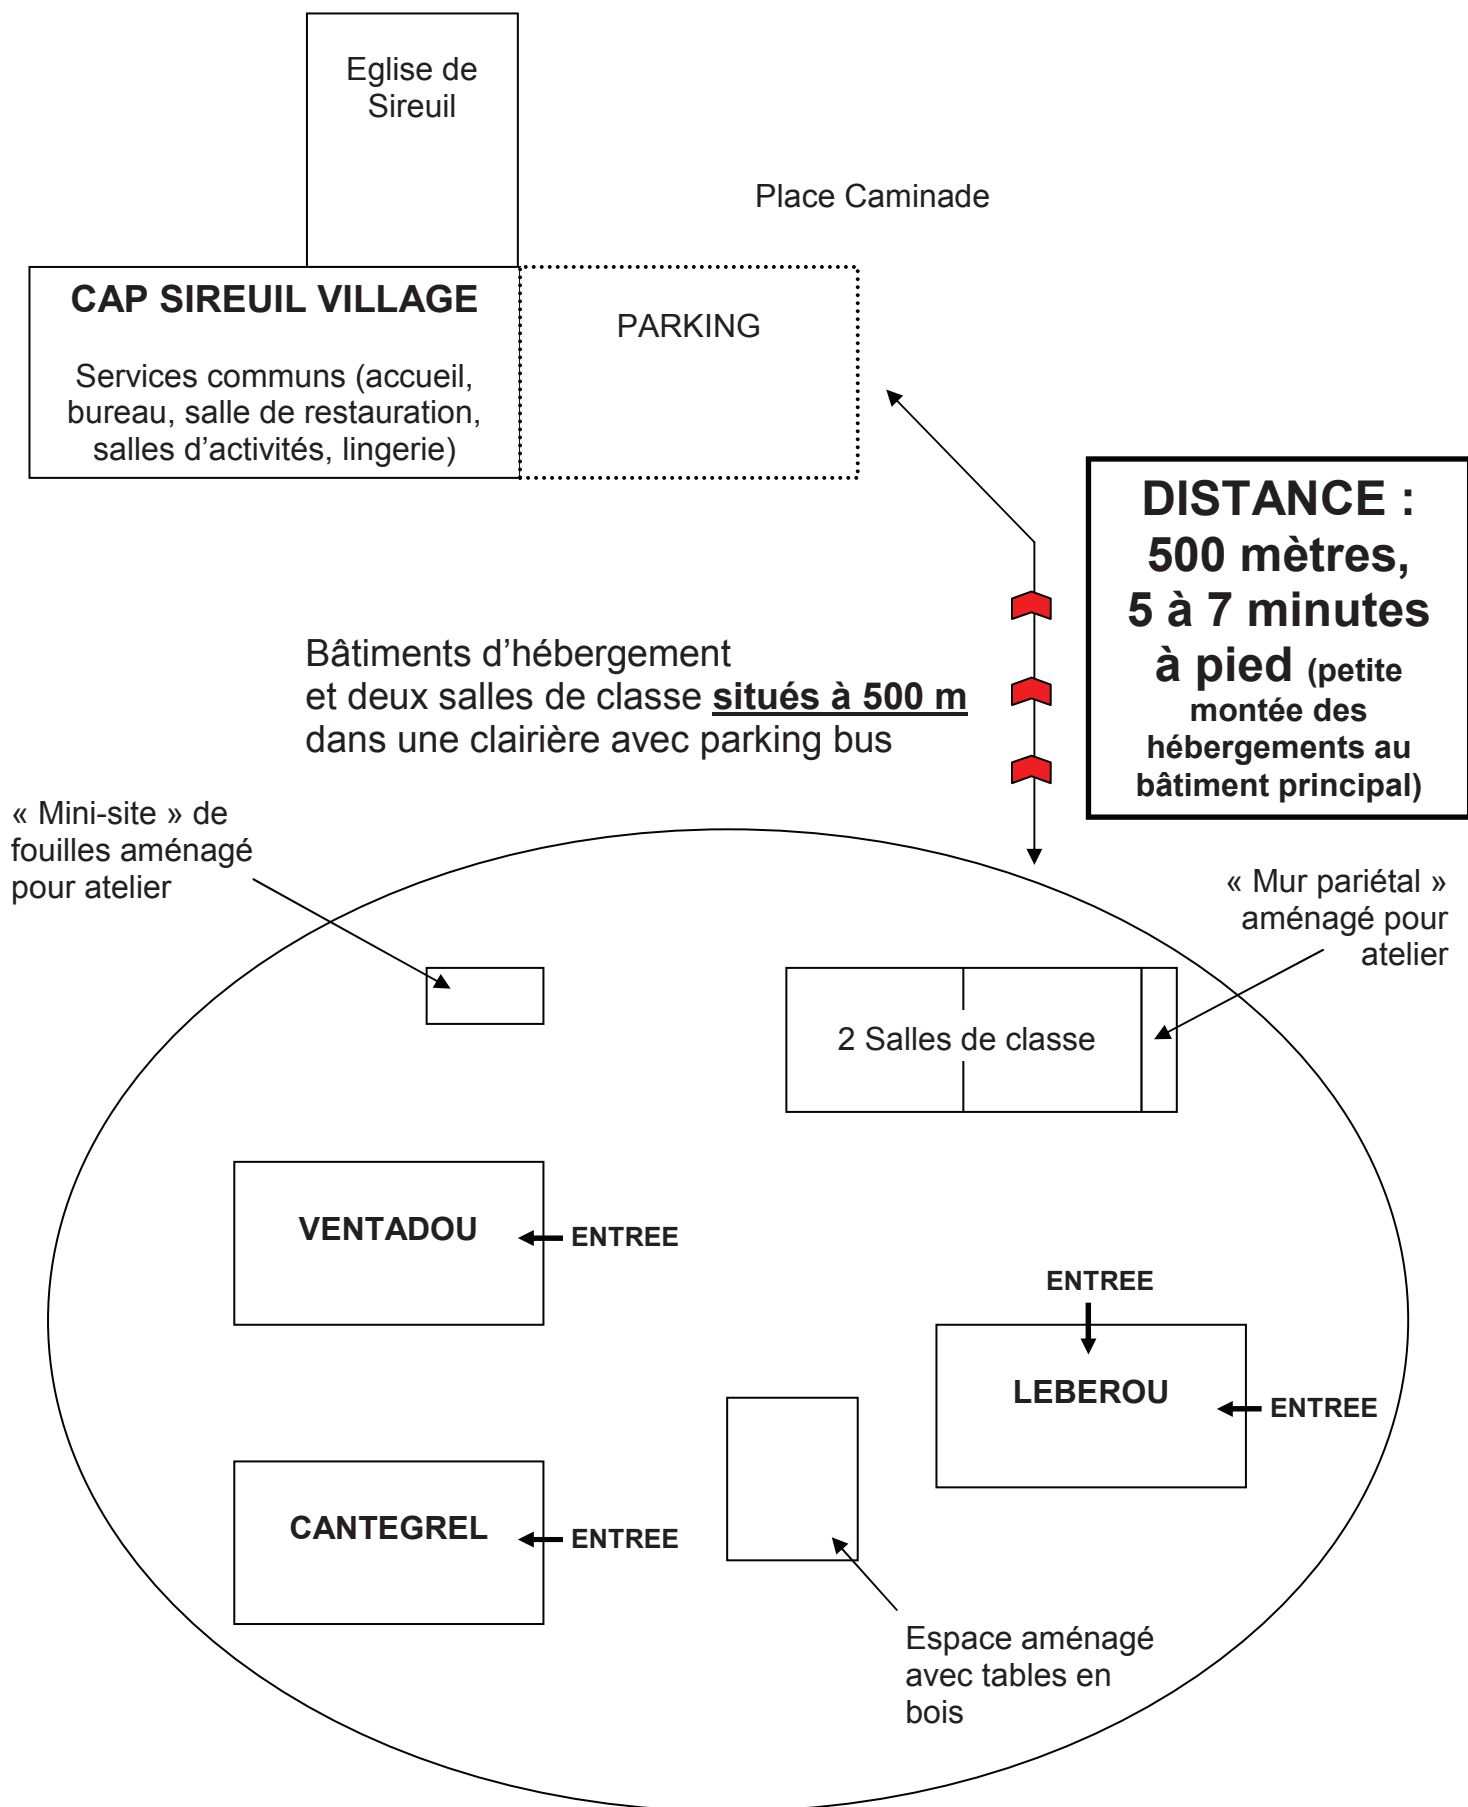 Eglise de
Sireuil
Place Caminade
CAP SIREUIL VILLAGE
Services communs (accueil,
bureau, salle de restauration,
salles d’activités, lingerie)
PARKING
DISTANCE :
500 mètres,
5 à 7 minutes
à pied (petite
montée des
hébergements au
bâtiment principal)
Bâtiments d’hébergement
et deux salles de classe situés à 500 m
dans une clairière avec parking bus
« Mini-site » de
fouilles aménagé
pour atelier
« Mur pariétal »
aménagé pour
atelier
2 Salles de classe
VENTADOU
ENTREE
ENTREE
LEBEROU
ENTREE
CANTEGREL
ENTREE
Espace aménagé
avec tables en
bois